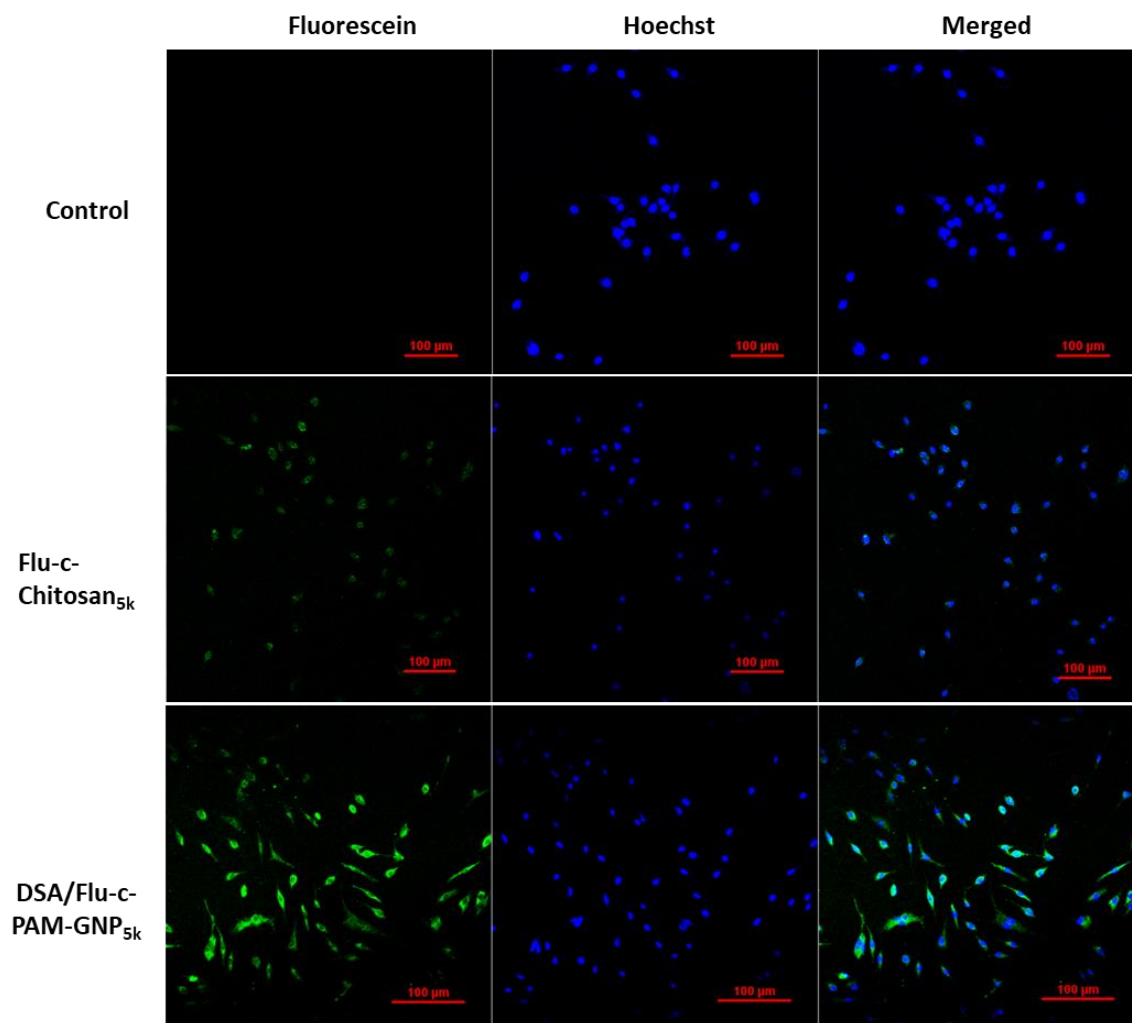 Fluorescein
Hoechst
Merged
Control
100 μm
100 μm
100 μm
Flu-c-
Chitosan5k
100 μm
100 μm
100 μm
DSA/Flu-c-
PAM-GNP5k
100 μm
100 μm
100 μm